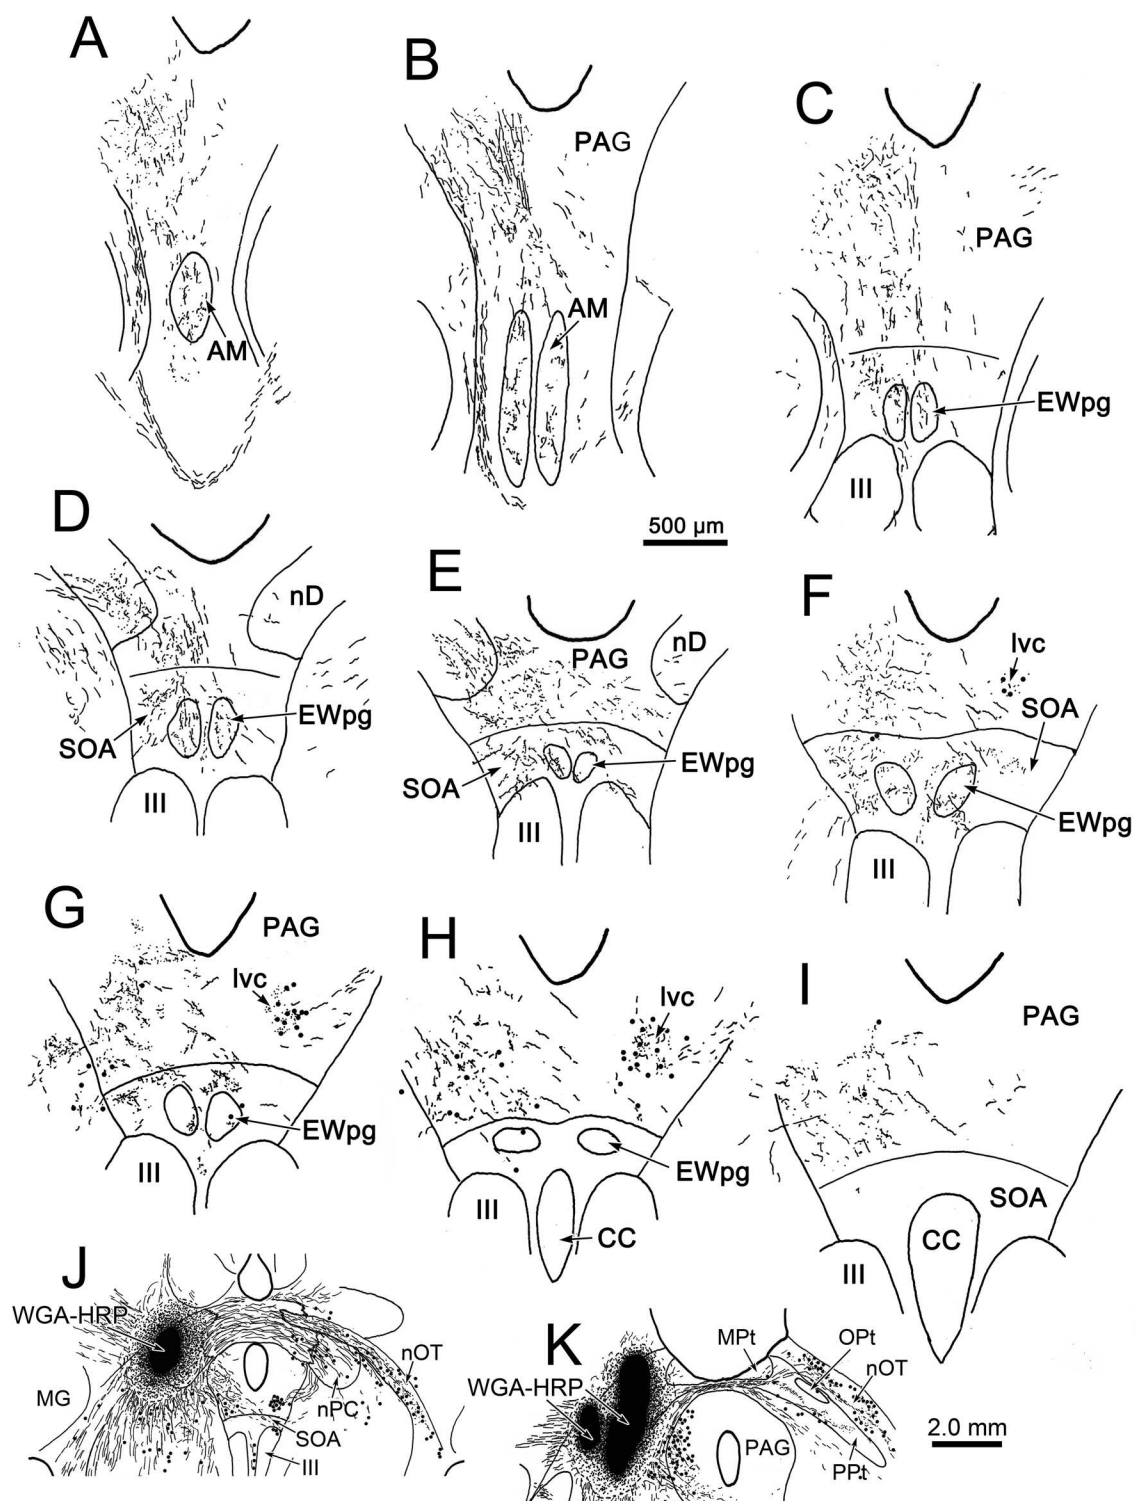 A
AM
B
PAG
AM
C
PAG
EWpg
III
500 µm
D
nD
SOA
EWpg
III
E
PAG
nD
SOA
EWpg
III
F
lvc
SOA
EWpg
III
G
PAG
lvc
EWpg
III
H
lvc
EWpg
III
CC
I
PAG
SOA
CC
III
J
WGA-HRP
MG
nOT
nPC
SOA
III
K
MPt
OPt
nOT
WGA-HRP
PAG
PPt
2.0 mm